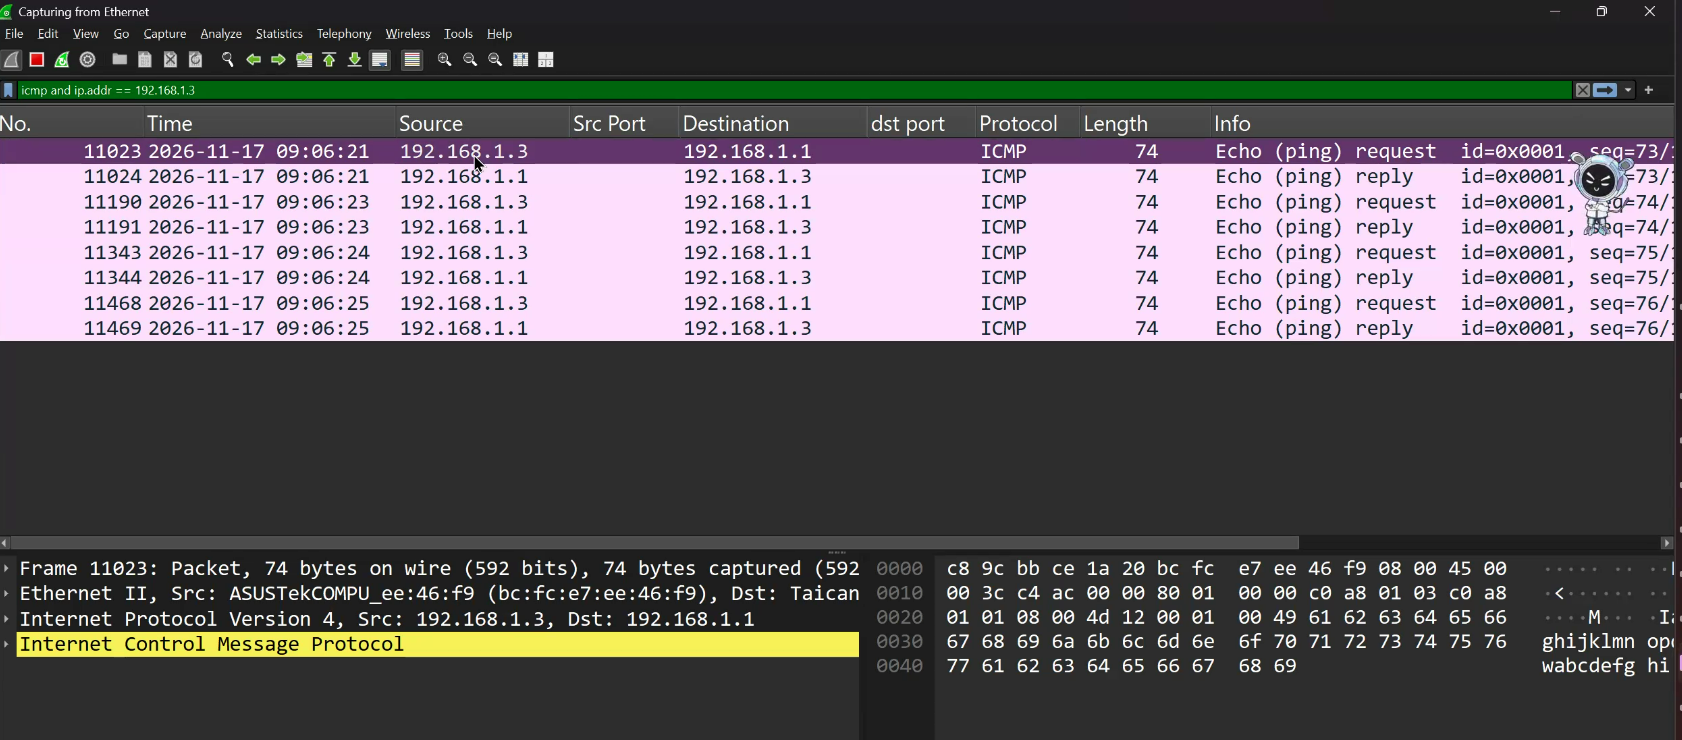 Capturing from Ethernet
File Edit View Go Capture Analyze Statistics Telephony Wireless Tools Help
icmp and ip.addr == 192.168.1.3
No. Time Source Src Port Destination dst port Protocol Length Info
11023 2026-11-17 09:06:21 192.168.1.3 192.168.1.1 ICMP 74 Echo (ping) request id=0x0001, seq=73/
11024 2026-11-17 09:06:21 192.168.1.1 192.168.1.3 ICMP 74 Echo (ping) reply id=0x0001, =73/
11190 2026-11-17 09:06:23 192.168.1.3 192.168.1.1 ICMP 74 Echo (ping) request id=0x0001, q=74/
11191 2026-11-17 09:06:23 192.168.1.1 192.168.1.3 ICMP 74 Echo (ping) reply id=0x0001, eq=74/
11343 2026-11-17 09:06:24 192.168.1.3 192.168.1.1 ICMP 74 Echo (ping) request id=0x0001, seq=75/
11344 2026-11-17 09:06:24 192.168.1.1 192.168.1.3 ICMP 74 Echo (ping) reply id=0x0001, seq=75/
11468 2026-11-17 09:06:25 192.168.1.3 192.168.1.1 ICMP 74 Echo (ping) request id=0x0001, seq=76/
11469 2026-11-17 09:06:25 192.168.1.1 192.168.1.3 ICMP 74 Echo (ping) reply id=0x0001, seq=76/
Frame 11023: Packet, 74 bytes on wire (592 bits), 74 bytes captured (592
Ethernet II, Src: ASUSTekCOMPU_ee:46:f9 (bc:fc:e7:ee:46:f9), Dst: Taican
Internet Protocol Version 4, Src: 192.168.1.3, Dst: 192.168.1.1
Internet Control Message Protocol
0000 c8 9c bb ce 1a 20 bc fc e7 ee 46 f9 08 00 45 00 ····· ·· ··
0010 00 3c c4 ac 00 00 80 01 00 00 c0 a8 01 03 c0 a8 ·<······ ··
0020 01 01 08 00 4d 12 00 01 00 49 61 62 63 64 65 66 ····M··· ·I
0030 67 68 69 6a 6b 6c 6d 6e 6f 70 71 72 73 74 75 76 ghijklmn op
0040 77 61 62 63 64 65 66 67 68 69 wabcdefg hi